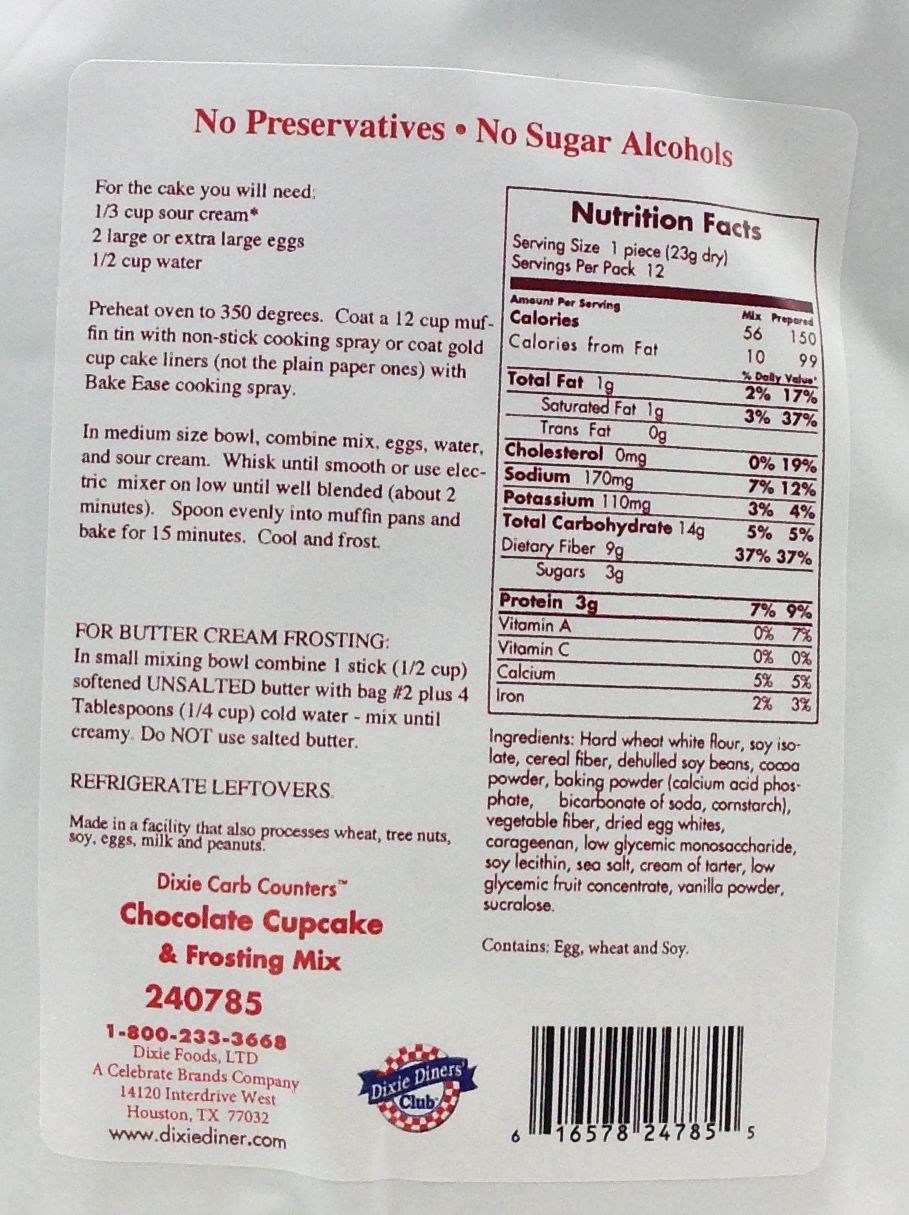 No Preservatives • No Sugar Alcohols
For the cake you will need:
1/3 cup sour cream*
2 large or extra large eggs
1/2 cup water
Preheat oven to 350 degrees. Coat a 12 cup muf-
fin tin with non-stick cooking spray or coat gold
cup cake liners (not the plain paper ones) with
Bake Ease cooking spray.
In medium size bowl, combine mix, eggs, water,
and sour cream. Whisk until smooth or use elec-
tric mixer on low until well blended (about 2
minutes). Spoon evenly into muffin pans and
bake for 15 minutes. Cool and frost.
FOR BUTTER CREAM FROSTING:
In small mixing bowl combine 1 stick (1/2 cup)
softened UNSALTED butter with bag #2 plus 4
Tablespoons (1/4 cup) cold water - mix until
creamy. Do NOT use salted butter.
REFRIGERATE LEFTOVERS.
Made in a facility that also processes wheat, tree nuts,
soy, eggs, milk and peanuts.
Dixie Carb Counters™
Chocolate Cupcake
& Frosting Mix
240785
1-800-233-3668
Dixie Foods, LTD
A Celebrate Brands Company
14120 Interdrive West
Houston, TX 77032
www.dixiediner.com
Nutrition Facts
Serving Size 1 piece (23g dry)
Servings Per Pack 12
Amount Per Serving
Mix Prepared
Calories 56 150
Calories from Fat 10 99
% Daily Value*
Total Fat 1g 2% 17%
Saturated Fat 1g 3% 37%
Trans Fat 0g
Cholesterol 0mg 0% 19%
Sodium 170mg 7% 12%
Potassium 110mg 3% 4%
Total Carbohydrate 14g 5% 5%
Dietary Fiber 9g 37% 37%
Sugars 3g
Protein 3g 7% 9%
Vitamin A 0% 7%
Vitamin C 0% 0%
Calcium 5% 5%
Iron 2% 3%
Ingredients: Hard wheat white flour, soy iso-
late, cereal fiber, dehulled soy beans, cocoa
powder, baking powder (calcium acid phos-
phate, bicarbonate of soda, cornstarch),
vegetable fiber, dried egg whites,
carageenan, low glycemic monosaccharide,
soy lecithin, sea salt, cream of tarter, low
glycemic fruit concentrate, vanilla powder,
sucralose.
Contains: Egg, wheat and Soy.
Dixie Diners'
Club
6 16578 24785 5